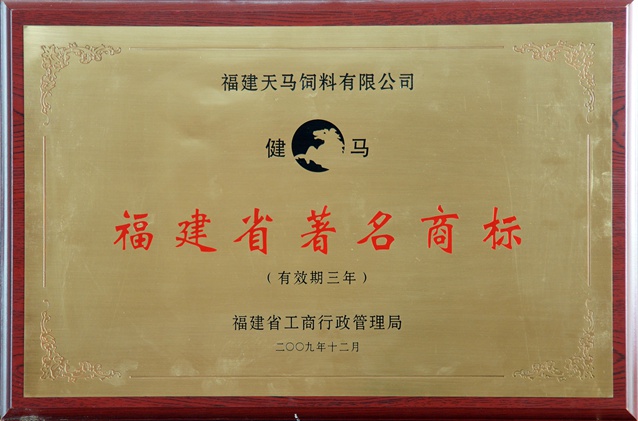 福建天马饲料有限公司
健 马
福建省著名商标
(有效期三年)
福建省工商行政管理局
二〇〇九年十二月